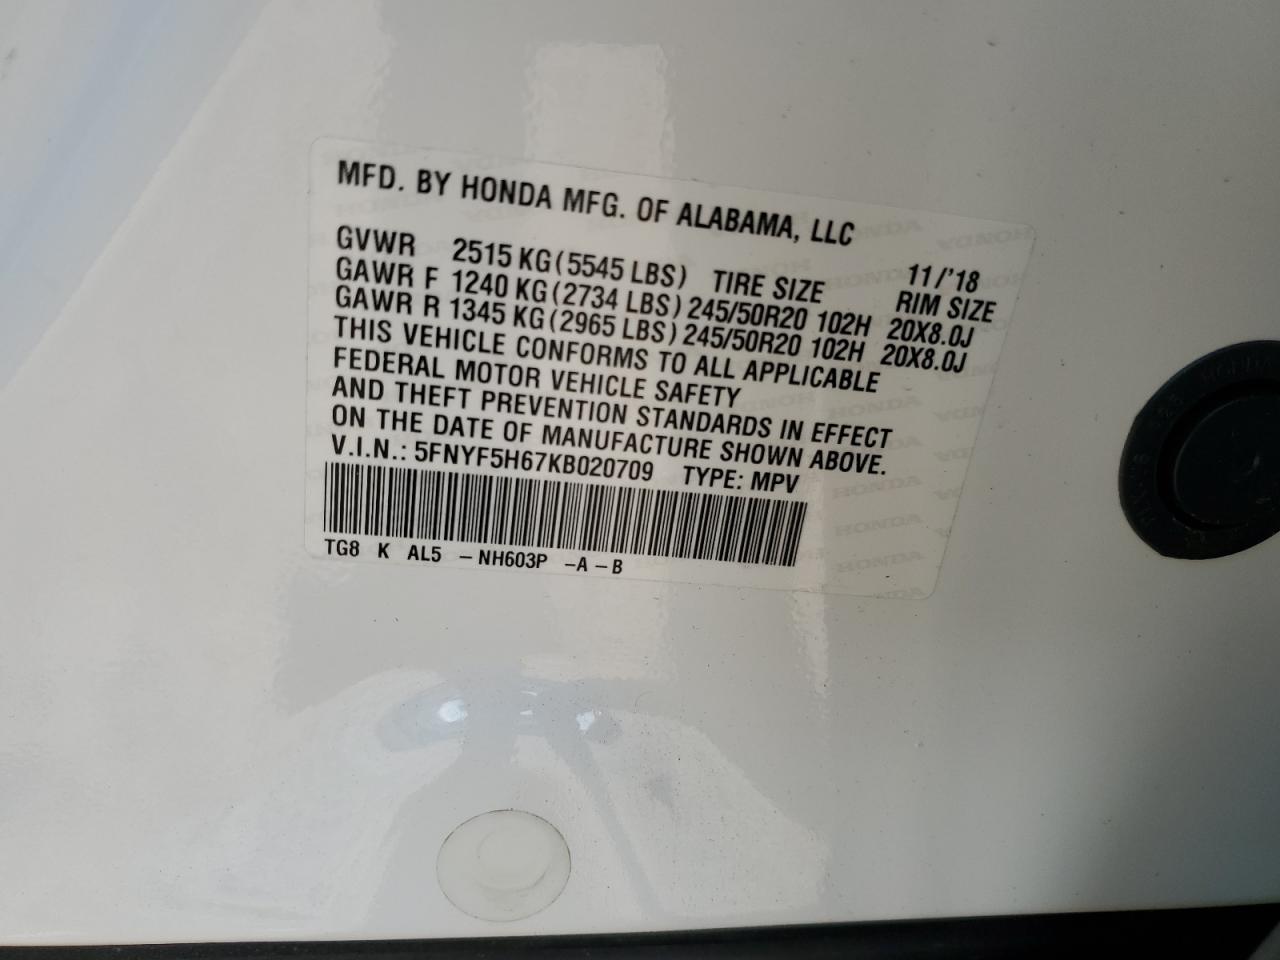 MFD. BY HONDA MFG. OF ALABAMA, LLC
11/'18
GVWR 2515 KG (5545 LBS) TIRE SIZE RIM SIZE
GAWR F 1240 KG (2734 LBS) 245/50R20 102H 20X8.0J
GAWR R 1345 KG (2965 LBS) 245/50R20 102H 20X8.0J
THIS VEHICLE CONFORMS TO ALL APPLICABLE
FEDERAL MOTOR VEHICLE SAFETY
AND THEFT PREVENTION STANDARDS IN EFFECT
ON THE DATE OF MANUFACTURE SHOWN ABOVE.
V.I.N.: 5FNYF5H67KB020709 TYPE: MPV
TG8 K AL5 – NH603P – A – B